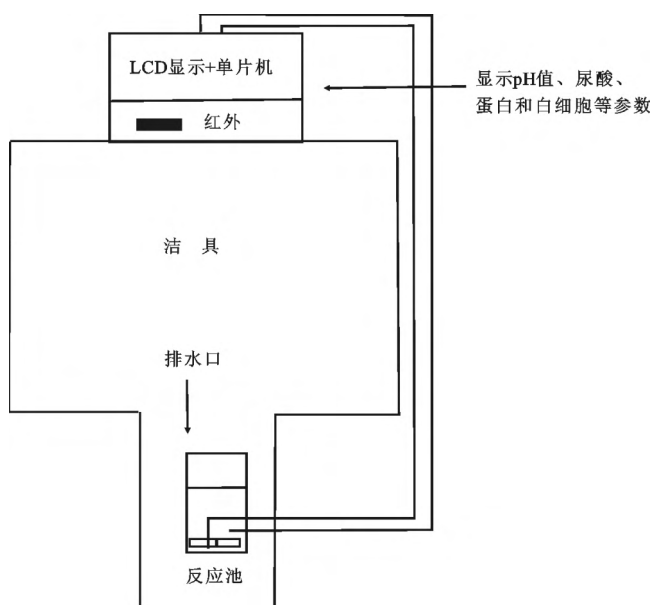 LCD显示+单片机
红外
显示pH值、尿酸、
蛋白和白细胞等参数
洁 具
排水口
反应池